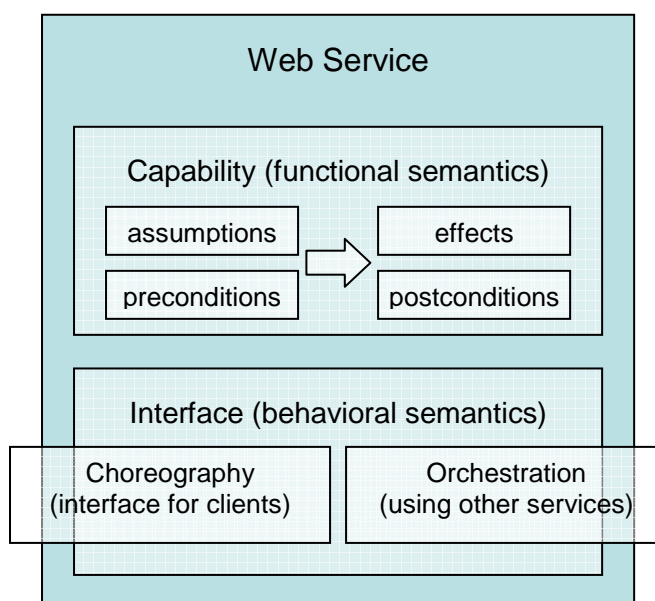 Web Service
Capability (functional semantics)
assumptions
effects
preconditions
postconditions
Interface (behavioral semantics)
Choreography
(interface for clients)
Orchestration
(using other services)